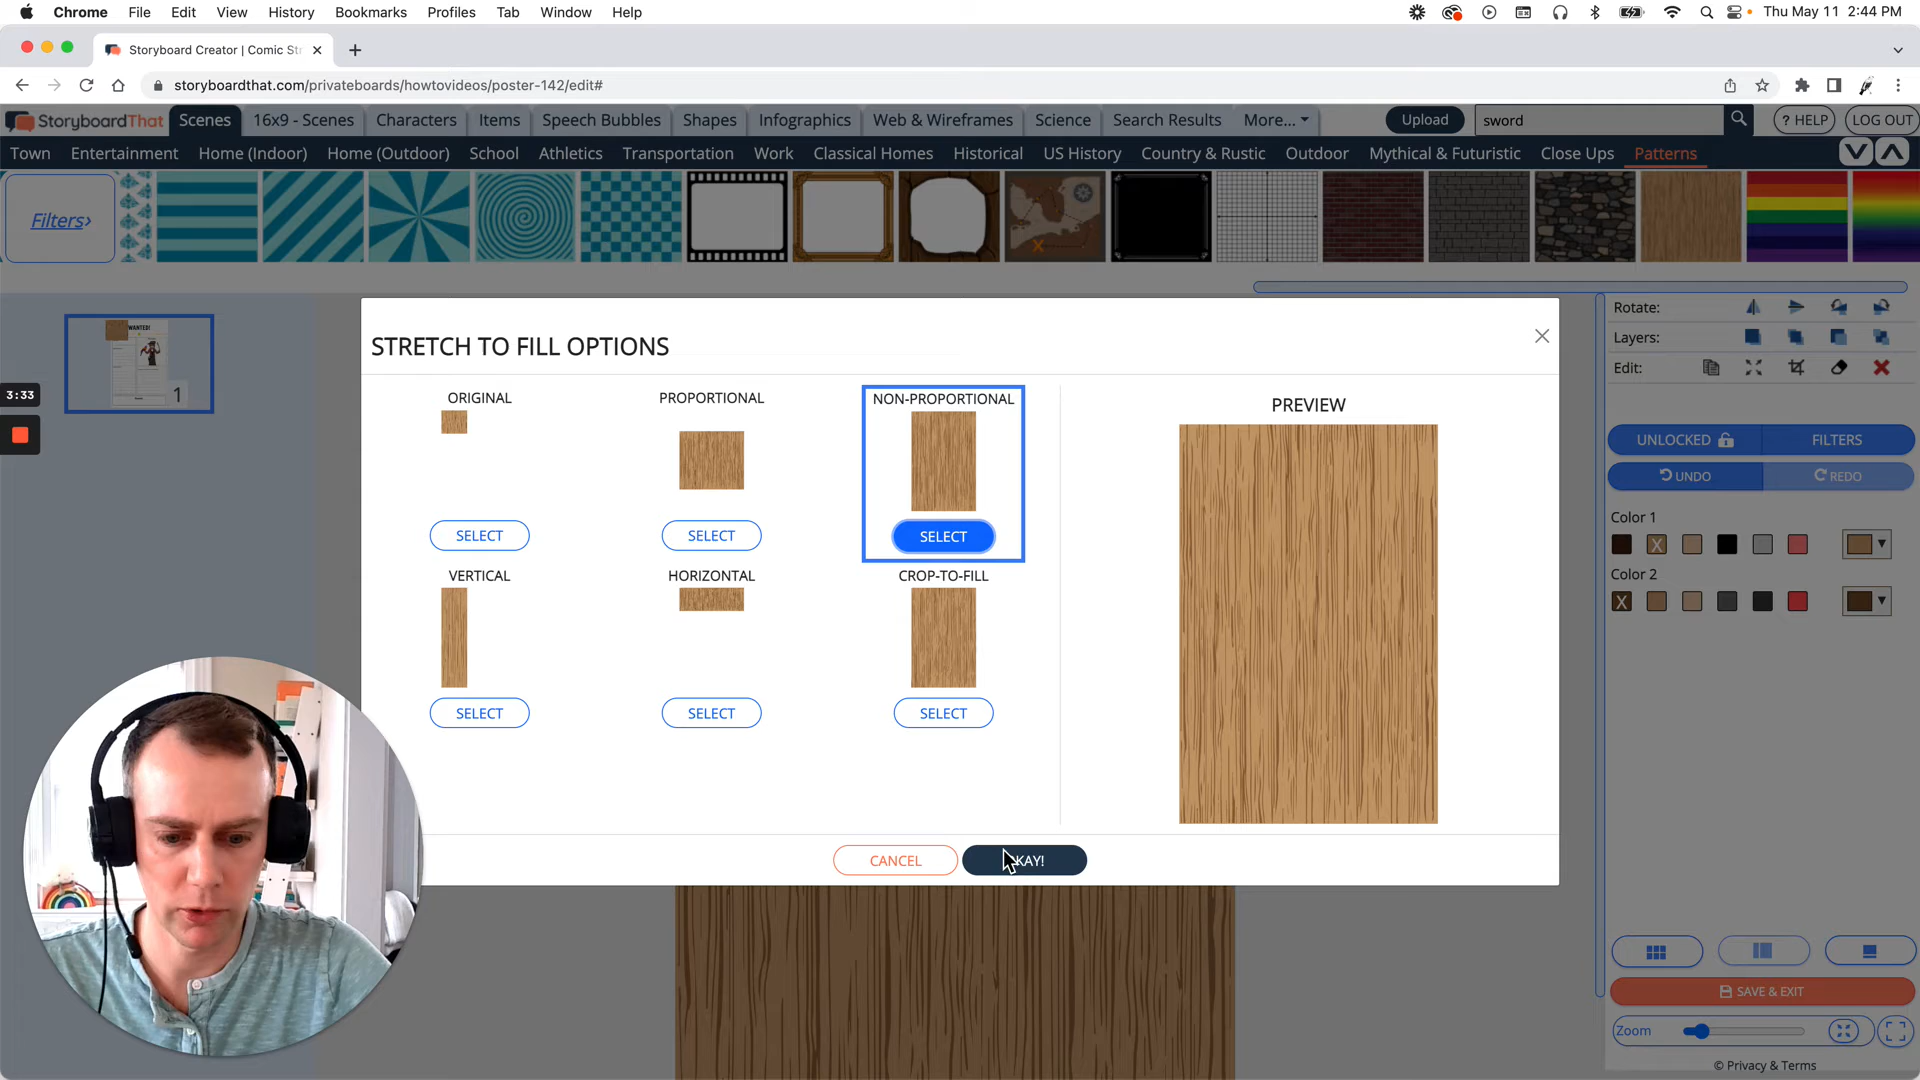 Chrome File Edit View History Bookmarks Profiles Tab Window Help
Thu May 11 2:44 PM
Storyboard Creator | Comic St
storyboardthat.com/privateboards/howtovideos/poster-142/edit#
StoryboardThat Scenes 16x9 - Scenes Characters Items Speech Bubbles Shapes Infographics Web & Wireframes Science Search Results More... Upload sword ? HELP LOG OUT
Town Entertainment Home (Indoor) Home (Outdoor) School Athletics Transportation Work Classical Homes Historical US History Country & Rustic Outdoor Mythical & Futuristic Close Ups Patterns
Filters›
WANTED!
1
3:33
STRETCH TO FILL OPTIONS
ORIGINAL PROPORTIONAL NON-PROPORTIONAL
SELECT SELECT SELECT
VERTICAL HORIZONTAL CROP-TO-FILL
SELECT SELECT SELECT
PREVIEW
CANCEL KAY!
Rotate:
Layers:
Edit:
UNLOCKED FILTERS
UNDO REDO
Color 1
X
Color 2
X
SAVE & EXIT
Zoom
© Privacy & Terms